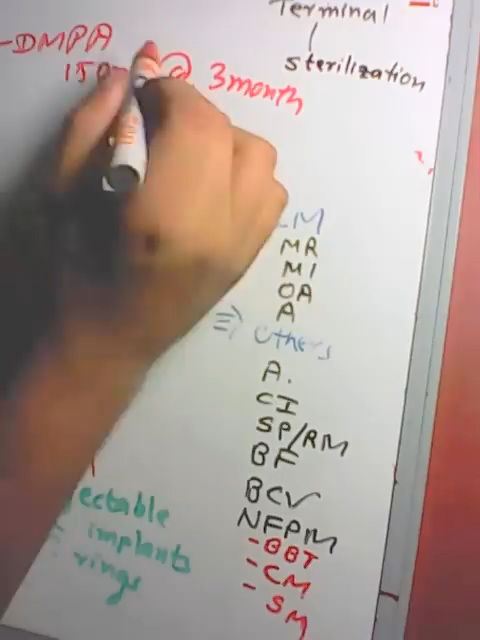 Terminal
sterilization
-DMPA
150 @ 3month
M
MR
MI
OA
A
⇒ Others
A.
CI
SP/RM
BF
BCV
NFPM
-BBT
-CM
-SM
ectable
implants
rings